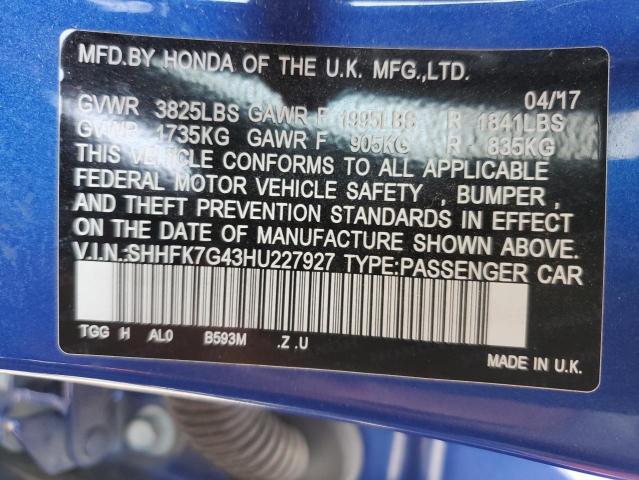 MFD.BY HONDA OF THE U.K. MFG.,LTD.
04/17
GVWR 3825LBS GAWR F 1995LBS R 1841LBS
GVWR 1735KG GAWR F 905KG R 835KG
THIS VEHICLE CONFORMS TO ALL APPLICABLE
FEDERAL MOTOR VEHICLE SAFETY , BUMPER ,
AND THEFT PREVENTION STANDARDS IN EFFECT
ON THE DATE OF MANUFACTURE SHOWN ABOVE.
V.I.N.:SHHFK7G43HU227927 TYPE:PASSENGER CAR
TGG H AL0 B593M .Z .U
MADE IN U.K.